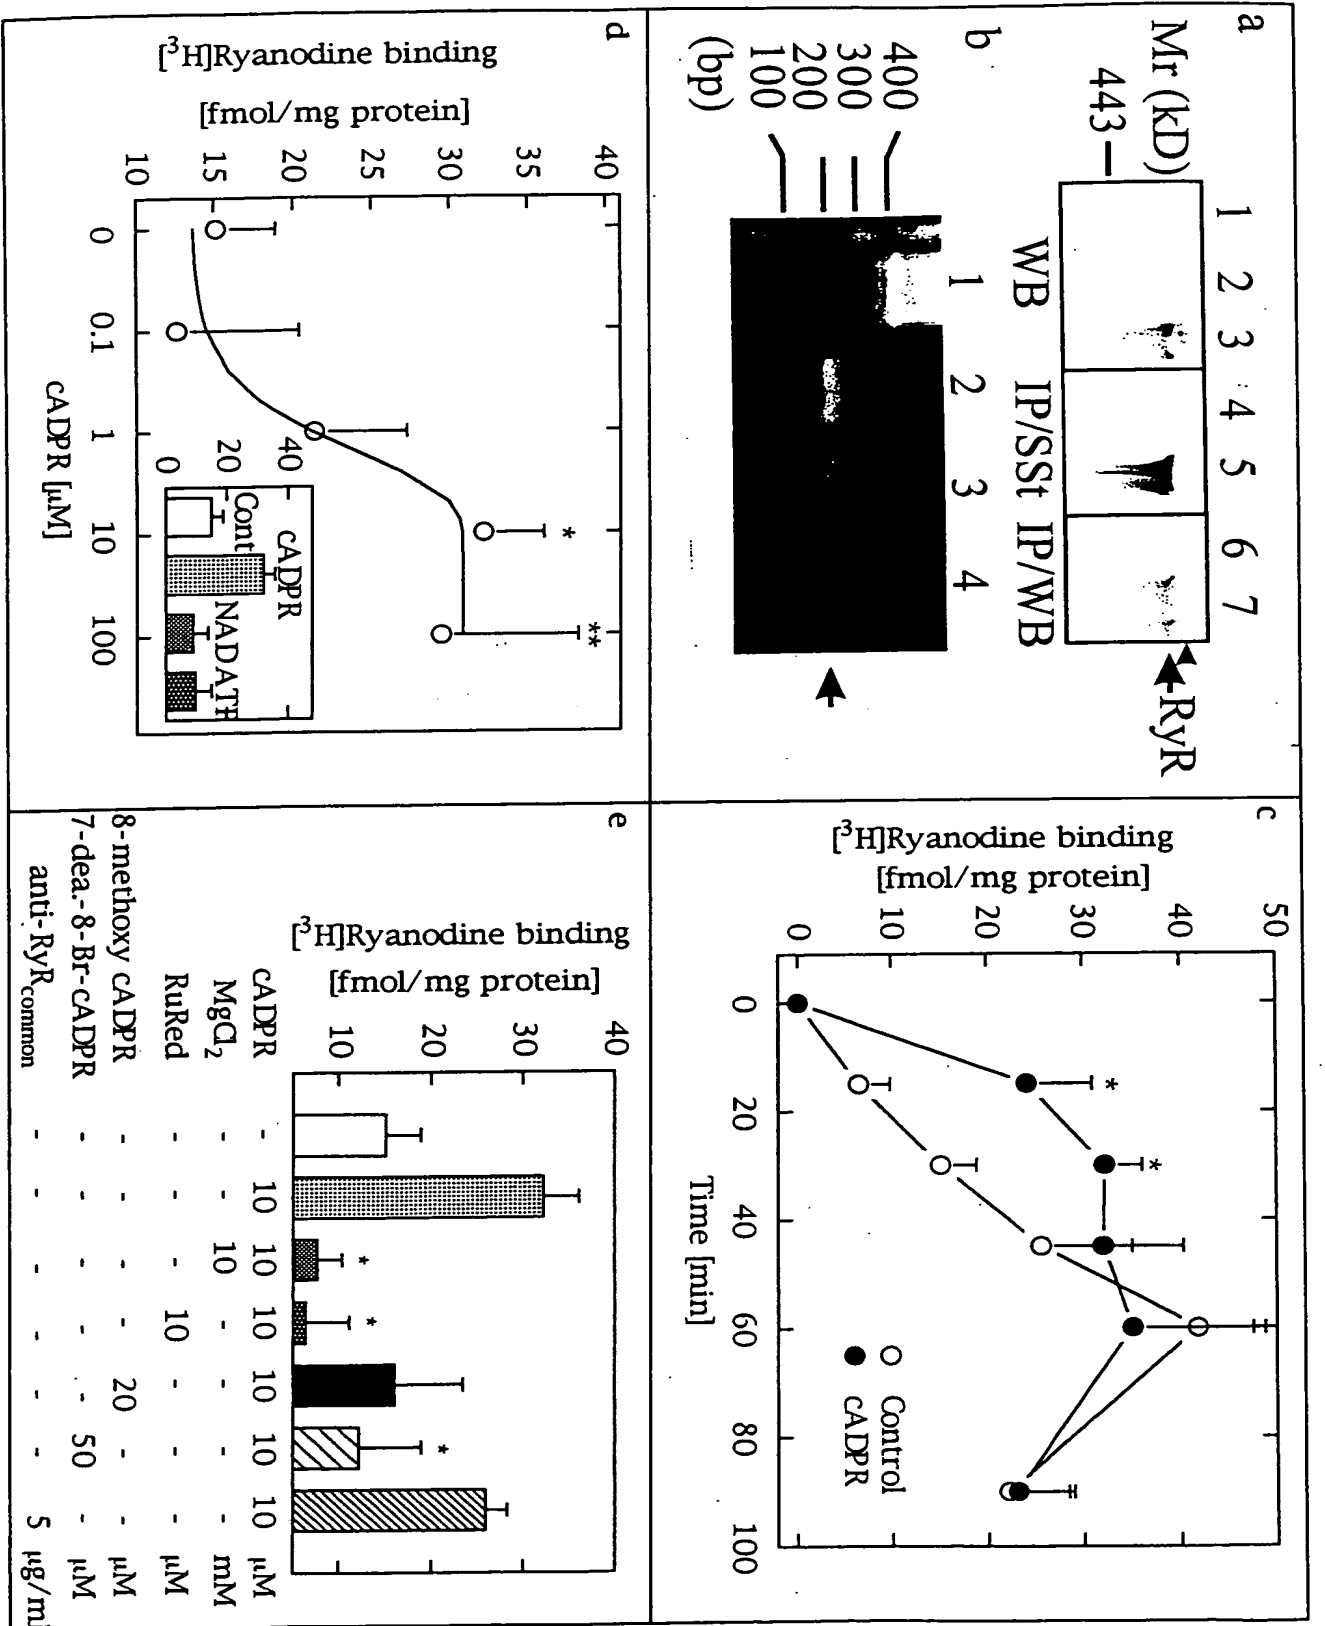 a
Mr (kD)
1 2 3 4 5 6 7
443
RyR
WB IP/SSt IP/WB
b
1 2 3 4
400
300
200
100
(bp)
c
[³H]Ryanodine binding
[fmol/mg protein]
50
40
30
20
10
0
0 20 40 60 80 100
Time [min]
* *
Control
cADPR
d
[³H]Ryanodine binding
[fmol/mg protein]
40
35
30
25
20
15
10
0 0.1 1 10 100
cADPR [µM]
* **
40
20
0
cADPR
Cont NAD ATP
e
[³H]Ryanodine binding
[fmol/mg protein]
40
30
20
10
* * *
cADPR - 10 10 10 10 10 10 µM
MgCl₂ - - 10 - - - - mM
RuRed - - - 10 - - - µM
8-methoxy cADPR - - - - 20 - - µM
7-dea.-8-Br-cADPR - - - - - 50 - µM
anti-RyRcommon - - - - - - 5 µg/ml